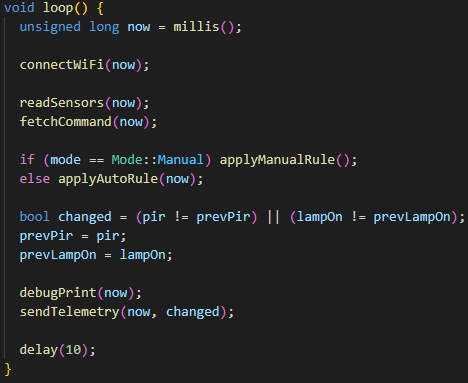 void loop() {
  unsigned long now = millis();

  connectWiFi(now);

  readSensors(now);
  fetchCommand(now);

  if (mode == Mode::Manual) applyManualRule();
  else applyAutoRule(now);

  bool changed = (pir != prevPir) || (lampOn != prevLampOn);
  prevPir = pir;
  prevLampOn = lampOn;

  debugPrint(now);
  sendTelemetry(now, changed);

  delay(10);
}